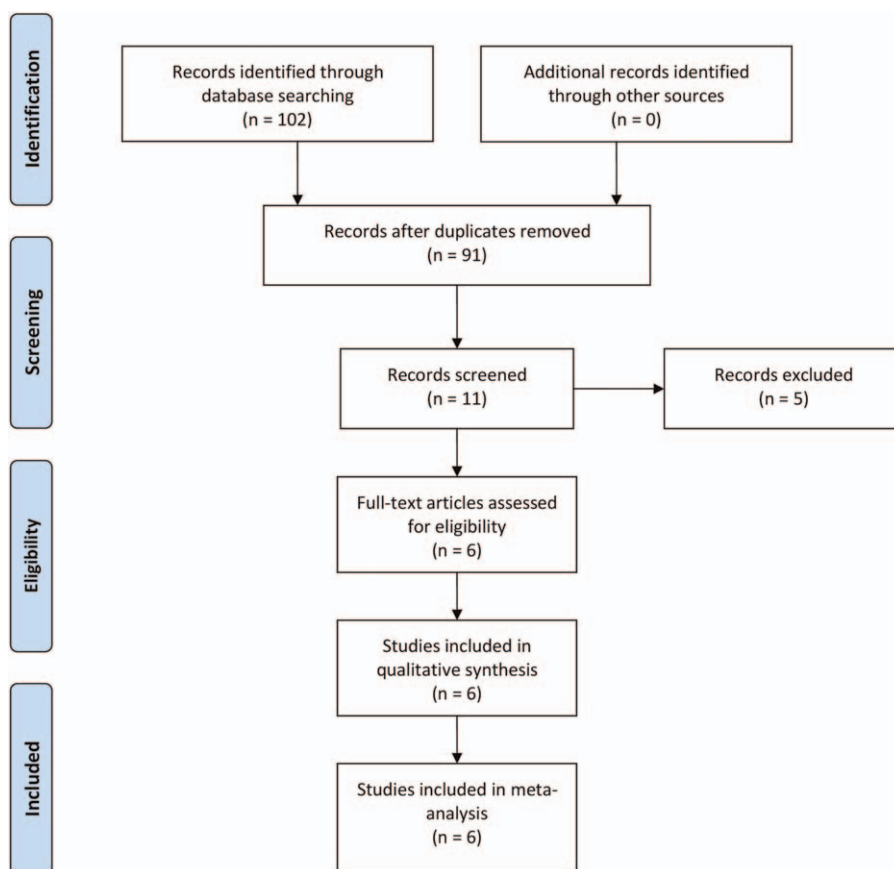 Identification
Records identified through
database searching
(n = 102)
Additional records identified
through other sources
(n = 0)
Records after duplicates removed
(n = 91)
Screening
Records screened
(n = 11)
Records excluded
(n = 5)
Eligibility
Full-text articles assessed
for eligibility
(n = 6)
Studies included in
qualitative synthesis
(n = 6)
Included
Studies included in meta-
analysis
(n = 6)